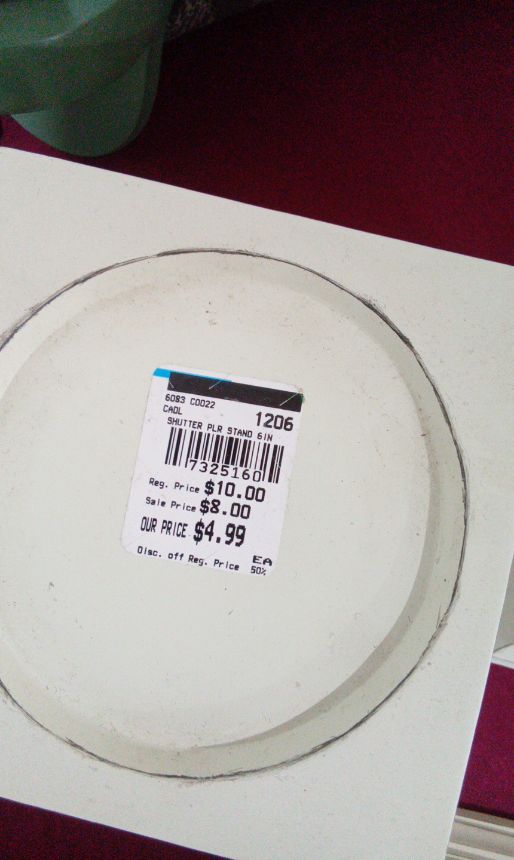 6083 C0022
CADL 1206
SHUTTER PLR STAND 6IN
7325160
Reg. Price $10.00
Sale Price $8.00
OUR PRICE $4.99
EA
Disc. off Reg. Price 50%